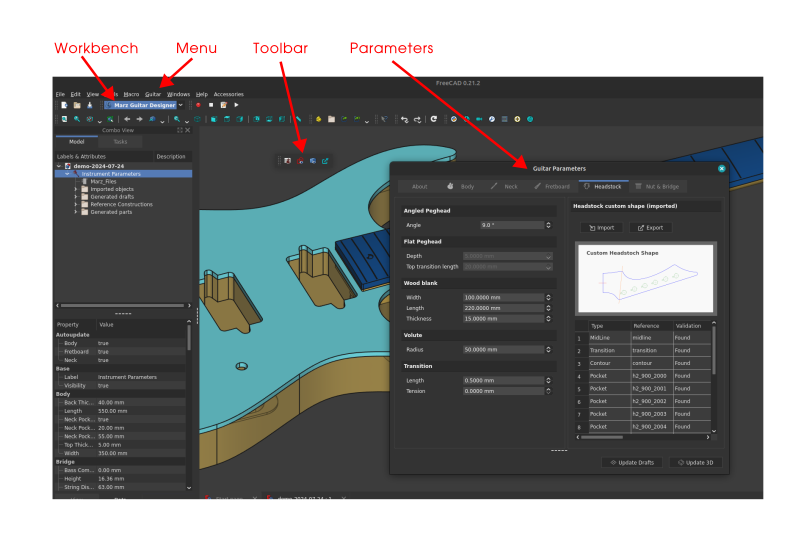 Workbench Menu Toolbar Parameters
FreeCAD 0.21.2
File Edit View Macro Guitar Windows Help Accessories
Marz Guitar Designer
Combo View
Model Tasks
Labels & Attributes Description
demo-2024-07-24
Instrument Parameters
Marz_Files
Imported objects
Generated drafts
Reference Constructions
Generated parts
Property Value
Autoupdate
Body true
Fretboard true
Neck true
Base
Label Instrument Parameters
Visibility true
Body
Back Thic... 40.00 mm
Length 550.00 mm
Neck Pock... true
Neck Pock... 20.00 mm
Neck Pock... 55.00 mm
Top Thick... 5.00 mm
Width 350.00 mm
Bridge
Bass Com... 0.00 mm
Height 16.36 mm
String Dis... 63.00 mm
Guitar Parameters
About Body Neck Fretboard Headstock Nut & Bridge
Angled Peghead
Angle 9.0 °
Flat Peghead
Depth 5.0000 mm
Top transition length
Wood blank
Width 100.0000 mm
Length 220.0000 mm
Thickness 15.0000 mm
Volute
Radius 50.0000 mm
Transition
Length 0.5000 mm
Tension 0.0000 mm
Headstock custom shape (imported)
Import Export
Custom Headstoch Shape
Type Reference Validation
1 MidLine midline Found
2 Transition transition Found
3 Contour contour Found
4 Pocket h2_900_2000 Found
5 Pocket h2_900_2001 Found
6 Pocket h2_900_2002 Found
7 Pocket h2_900_2003 Found
8 Pocket h2_900_2004 Found
Update Drafts Update 3D